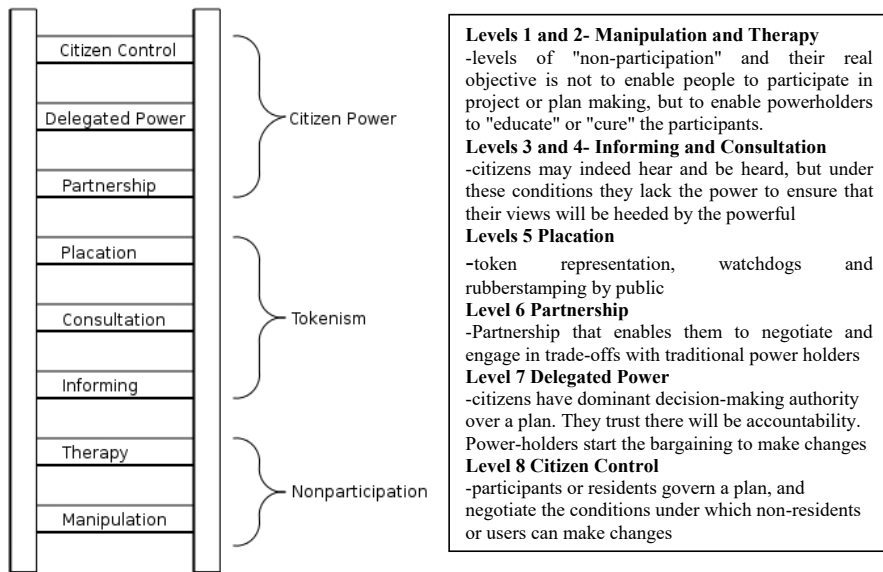 Citizen Control
Delegated Power
Partnership
Placation
Consultation
Informing
Therapy
Manipulation
Citizen Power
Tokenism
Nonparticipation
Levels 1 and 2- Manipulation and Therapy
-levels of "non-participation" and their real
objective is not to enable people to participate in
project or plan making, but to enable powerholders
to "educate" or "cure" the participants.
Levels 3 and 4- Informing and Consultation
-citizens may indeed hear and be heard, but under
these conditions they lack the power to ensure that
their views will be heeded by the powerful
Levels 5 Placation
-token representation, watchdogs and
rubberstamping by public
Level 6 Partnership
-Partnership that enables them to negotiate and
engage in trade-offs with traditional power holders
Level 7 Delegated Power
-citizens have dominant decision-making authority
over a plan. They trust there will be accountability.
Power-holders start the bargaining to make changes
Level 8 Citizen Control
-participants or residents govern a plan, and
negotiate the conditions under which non-residents
or users can make changes